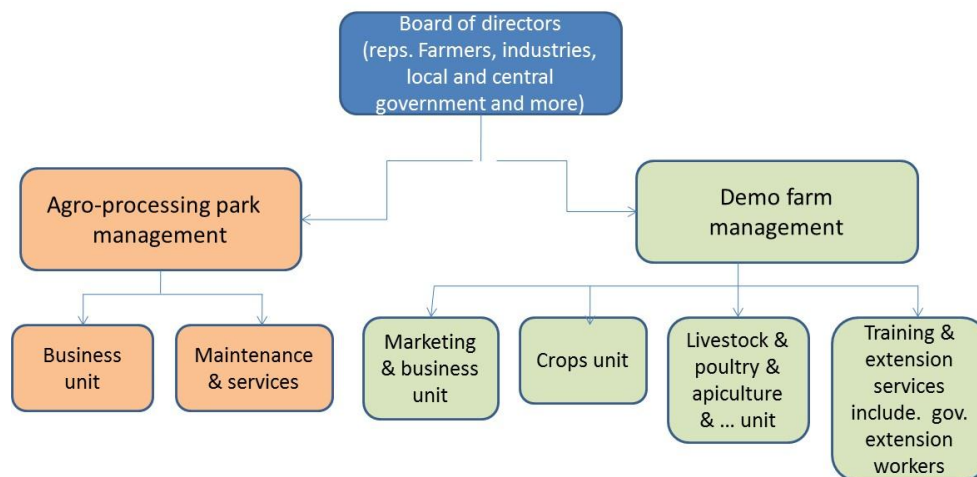 Board of directors
(reps. Farmers, industries,
local and central
government and more)
Agro-processing park
management
Demo farm
management
Business
unit
Maintenance
& services
Marketing
& business
unit
Crops unit
Livestock &
poultry &
apiculture
& ... unit
Training &
extension
services
include. gov.
extension
workers